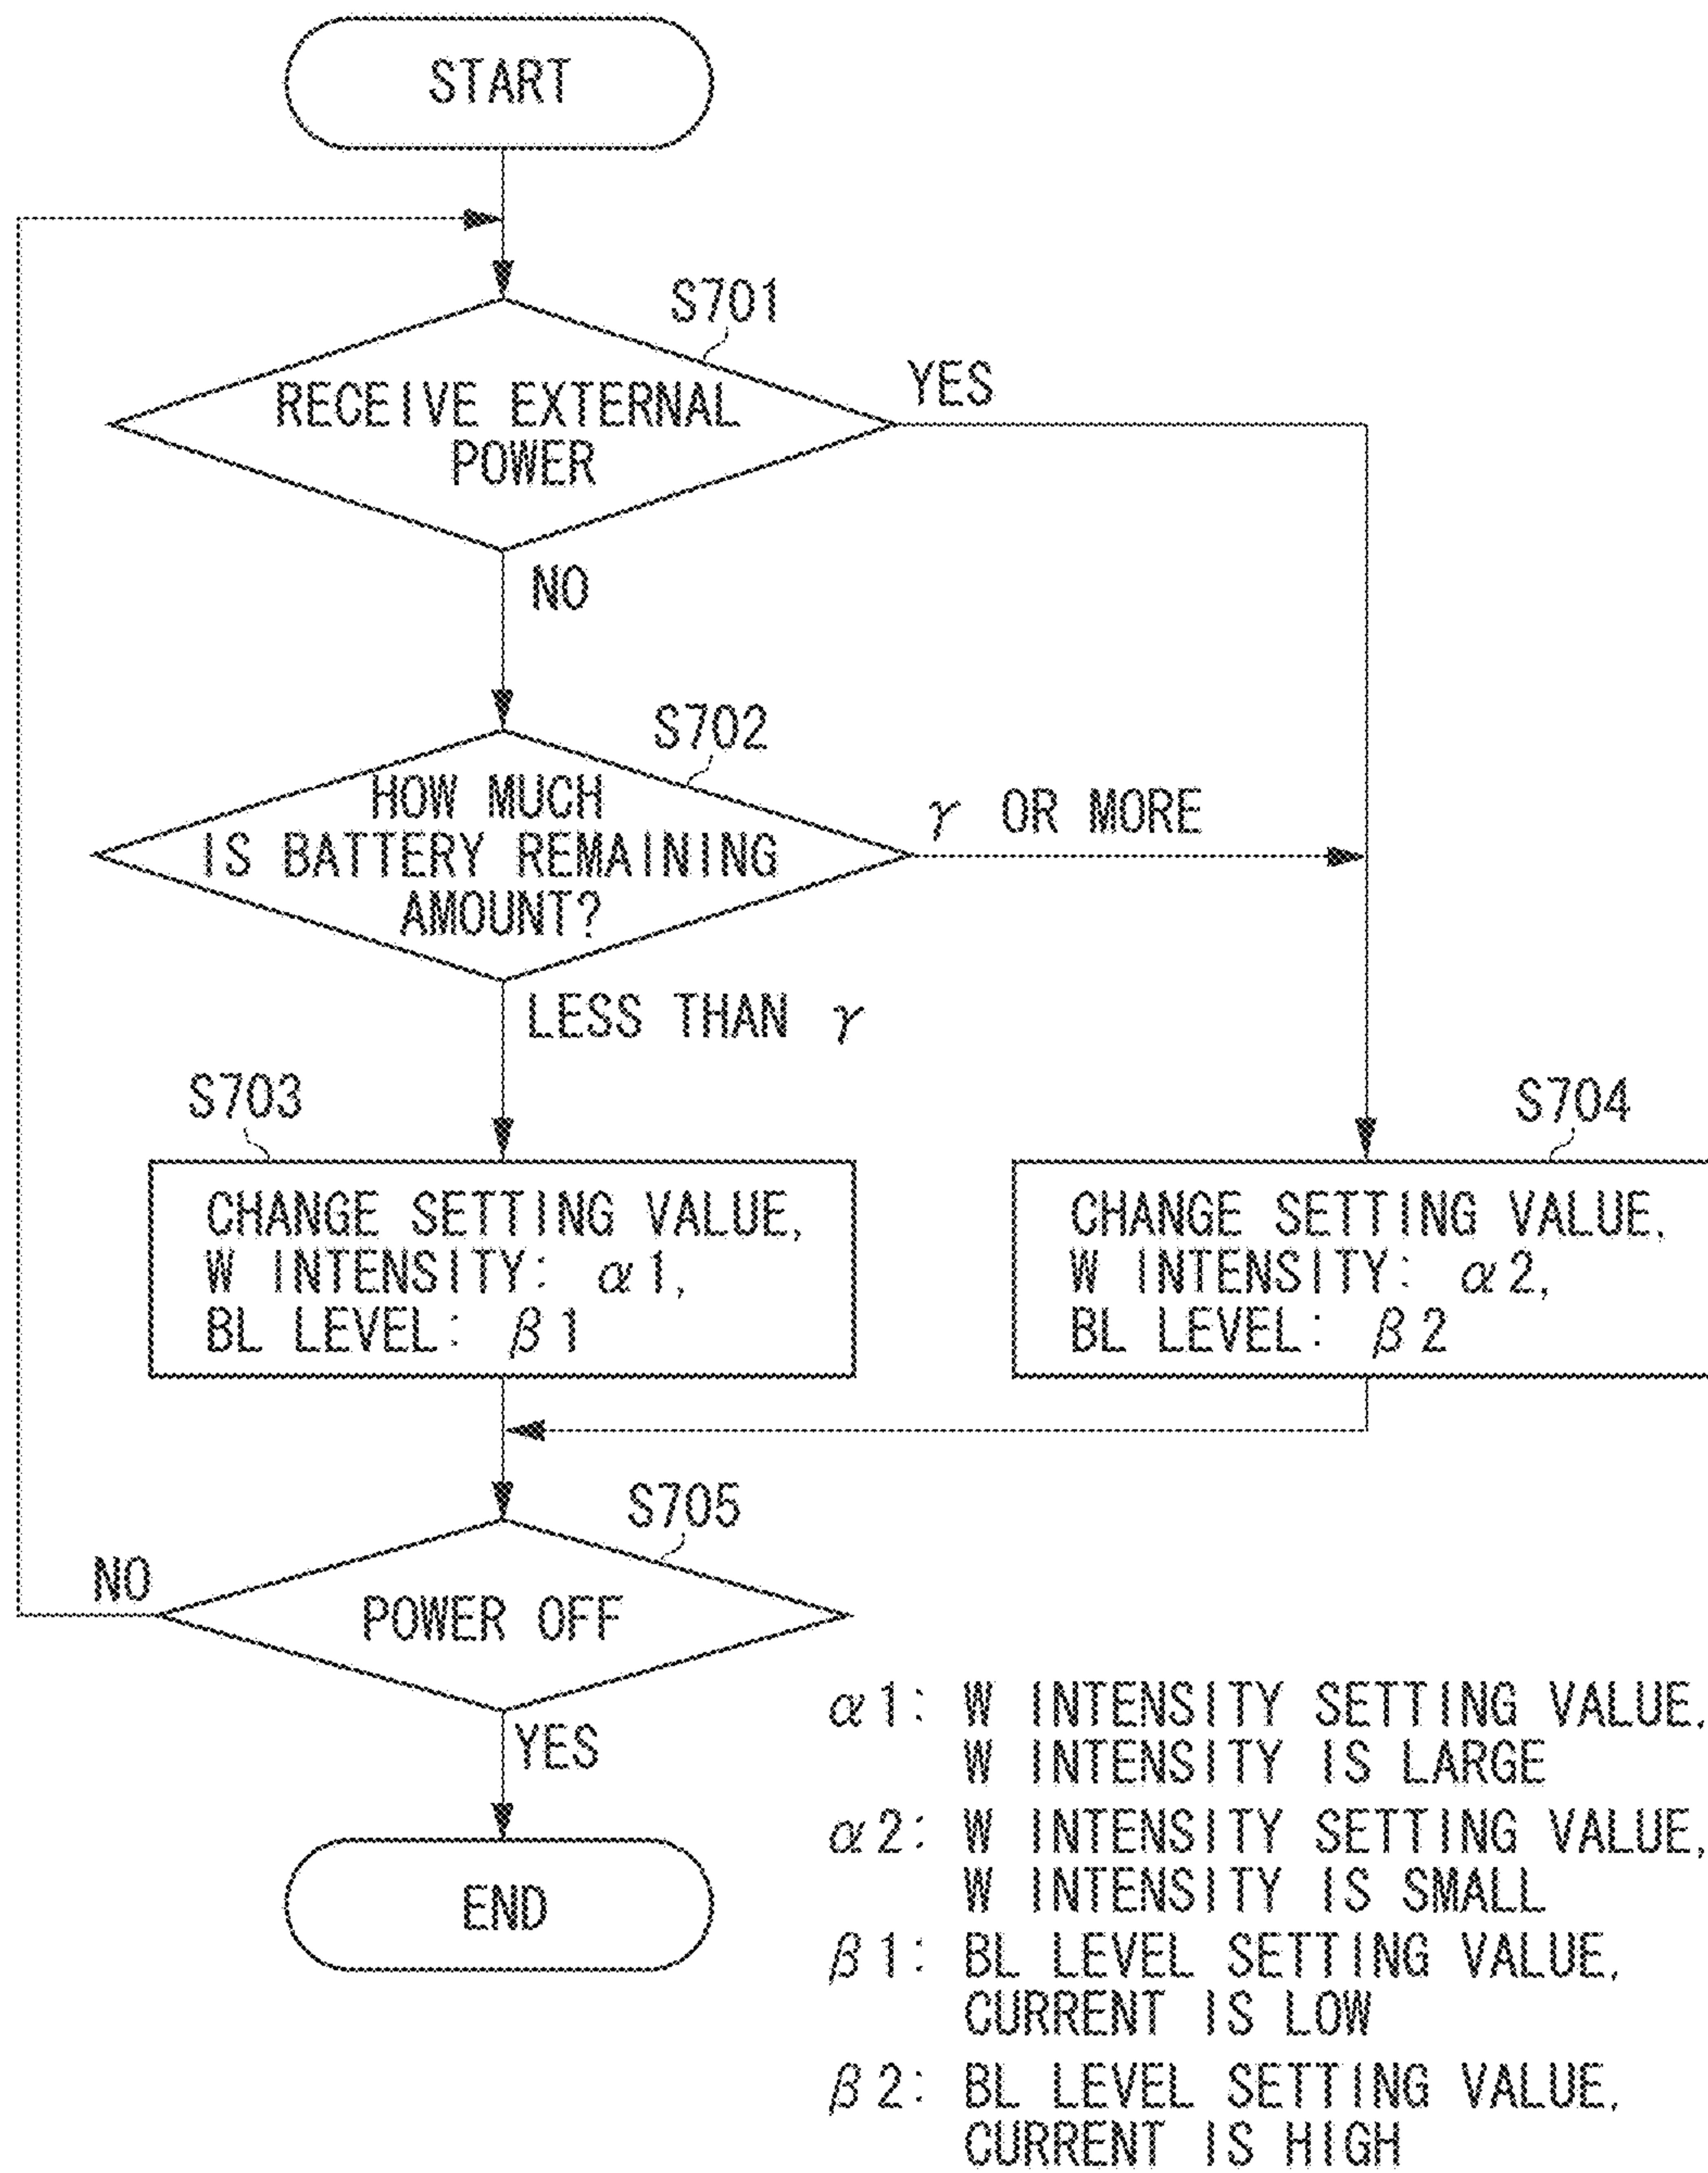 START
S701
RECEIVE EXTERNAL
POWER
YES
NO
S702
HOW MUCH
IS BATTERY REMAINING
AMOUNT?
γ OR MORE
LESS THAN γ
S703
CHANGE SETTING VALUE,
W INTENSITY: α1,
BL LEVEL: β1
S704
CHANGE SETTING VALUE,
W INTENSITY: α2,
BL LEVEL: β2
S705
POWER OFF
NO
YES
END
α1: W INTENSITY SETTING VALUE,
W INTENSITY IS LARGE
α2: W INTENSITY SETTING VALUE,
W INTENSITY IS SMALL
β1: BL LEVEL SETTING VALUE,
CURRENT IS LOW
β2: BL LEVEL SETTING VALUE,
CURRENT IS HIGH